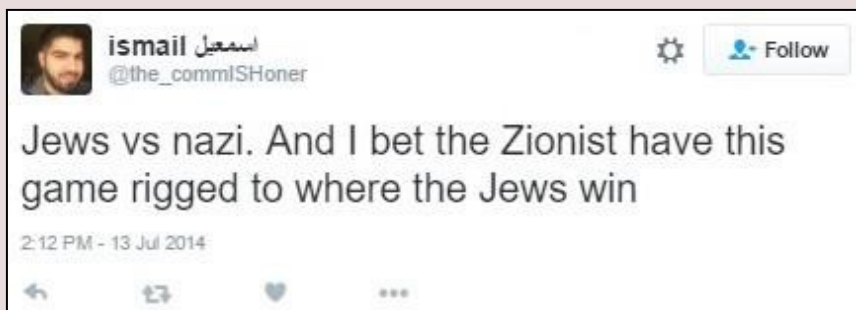 ismail اسمعيل
Follow
@the_commISHoner
Jews vs nazi. And I bet the Zionist have this
game rigged to where the Jews win
2:12 PM - 13 Jul 2014